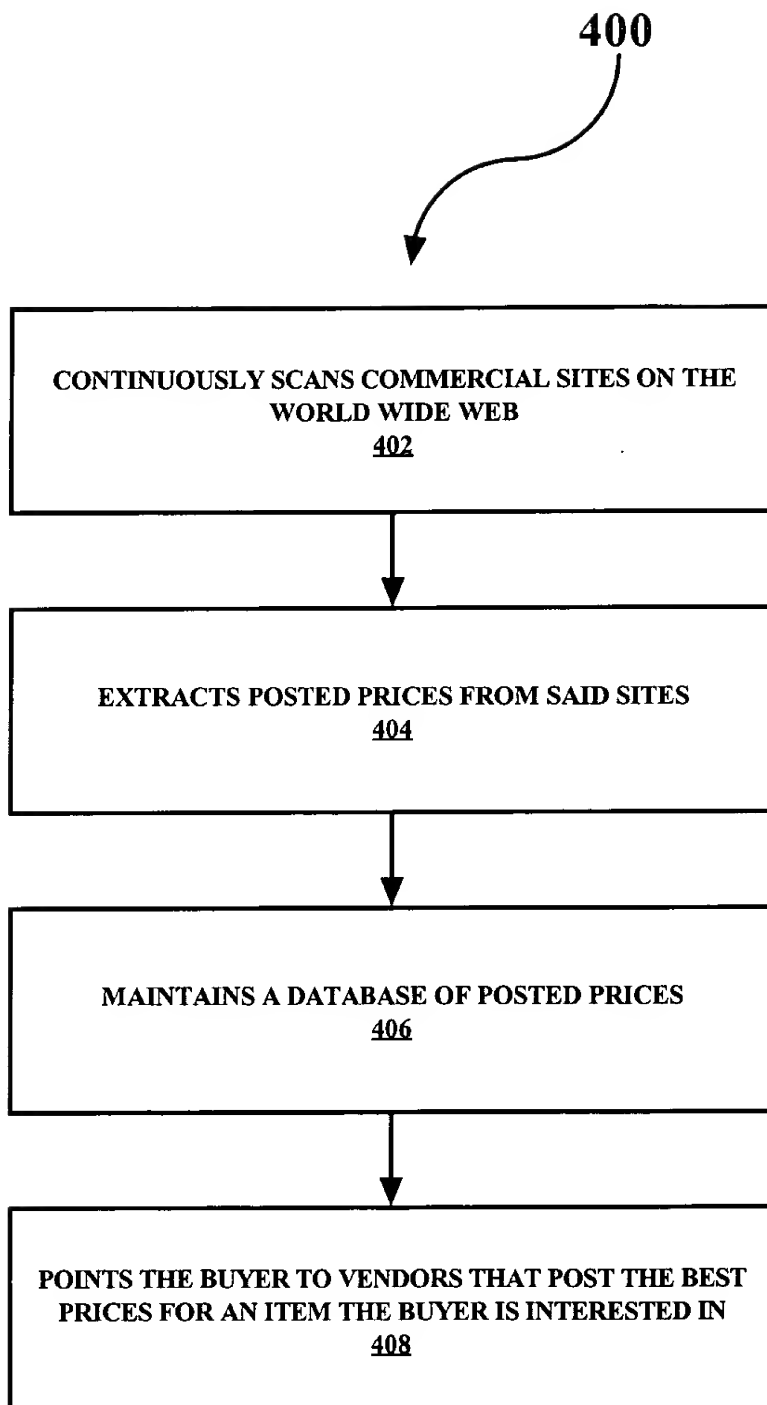 400
CONTINUOUSLY SCANS COMMERCIAL SITES ON THE
WORLD WIDE WEB
402
EXTRACTS POSTED PRICES FROM SAID SITES
404
MAINTAINS A DATABASE OF POSTED PRICES
406
POINTS THE BUYER TO VENDORS THAT POST THE BEST
PRICES FOR AN ITEM THE BUYER IS INTERESTED IN
408